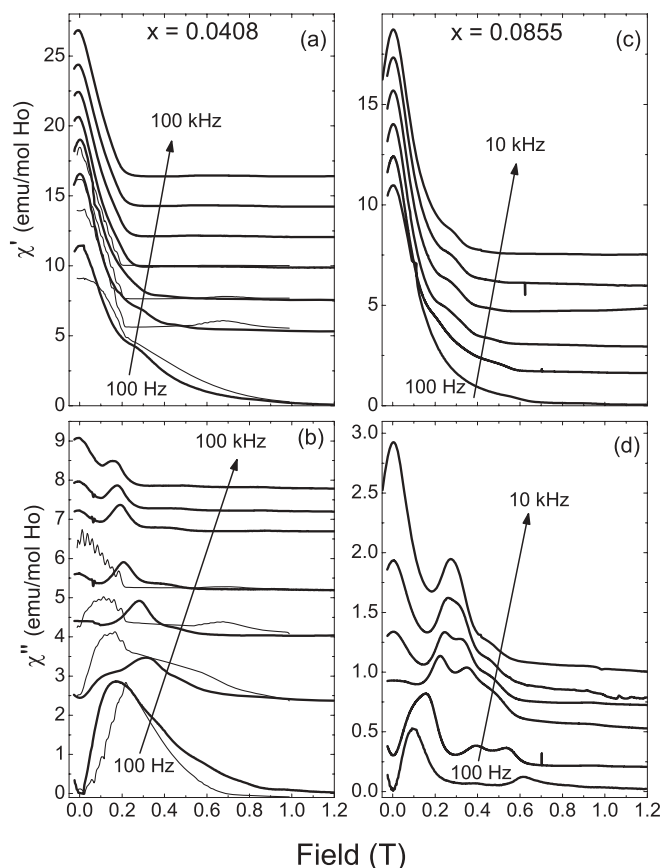 x = 0.0408
(a)
x = 0.0855
(c)
25
20
15
10
5
0
100 kHz
100 Hz
χ' (emu/mol Ho)
15
10
5
0
10 kHz
100 Hz
(b)
9
8
7
6
5
4
3
2
1
0
100 kHz
100 Hz
χ" (emu/mol Ho)
0.0 0.2 0.4 0.6 0.8 1.0 1.2
(d)
3.0
2.5
2.0
1.5
1.0
0.5
0.0
10 kHz
100 Hz
0.0 0.2 0.4 0.6 0.8 1.0 1.2
Field (T)